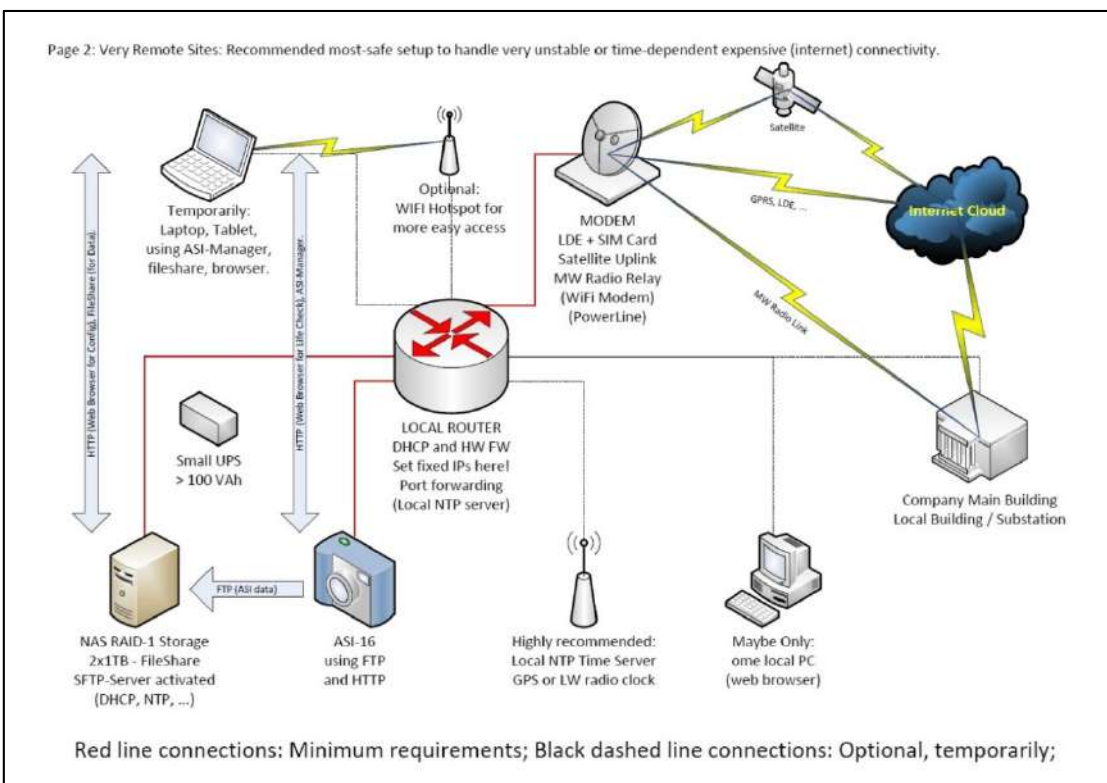 Page 2: Very Remote Sites: Recommended most-safe setup to handle very unstable or time-dependent expensive (internet) connectivity.
Satellite
Temporarily:
Laptop, Tablet,
using ASI-Manager,
fileshare, browser.
Optional:
WIFI Hotspot for
more easy access
MODEM
LDE + SIM Card
Satellite Uplink
MW Radio Relay
(WiFi Modem)
(PowerLine)
GPRS, LDE, ...
Internet Cloud
MW Radio Link
HTTP (Web Browser for Config), FileShare (for Data).
HTTP (Web Browser for Life Check), ASI-Manager.
Small UPS
> 100 VAh
LOCAL ROUTER
DHCP and HW FW
Set fixed IPs here!
Port forwarding
(Local NTP server)
Company Main Building
Local Building / Substation
FTP (ASI data)
NAS RAID-1 Storage
2x1TB - FileShare
SFTP-Server activated
(DHCP, NTP, ...)
ASI-16
using FTP
and HTTP
Highly recommended:
Local NTP Time Server
GPS or LW radio clock
Maybe Only:
ome local PC
(web browser)
Red line connections: Minimum requirements; Black dashed line connections: Optional, temporarily;